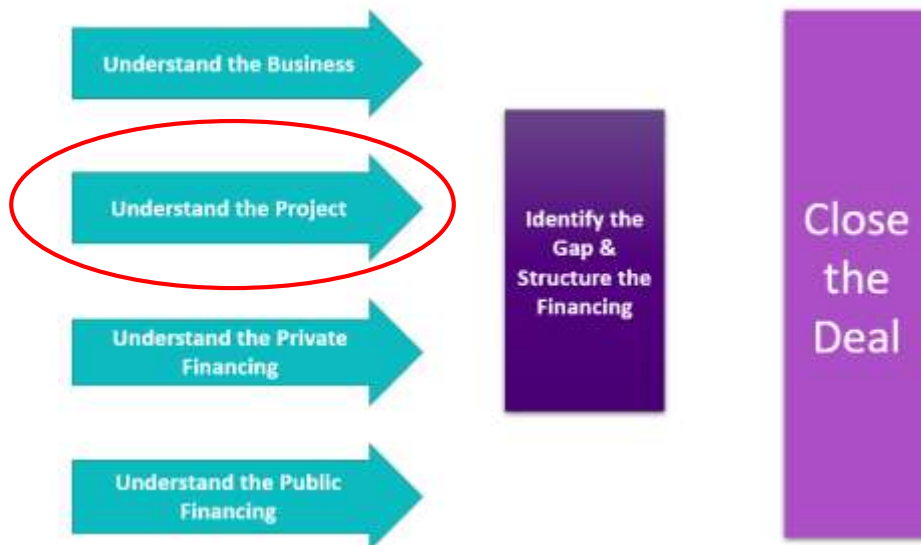 Understand the Business
Understand the Project
Understand the Private
Financing
Understand the Public
Financing
Identify the
Gap &
Structure the
Financing
Close
the
Deal